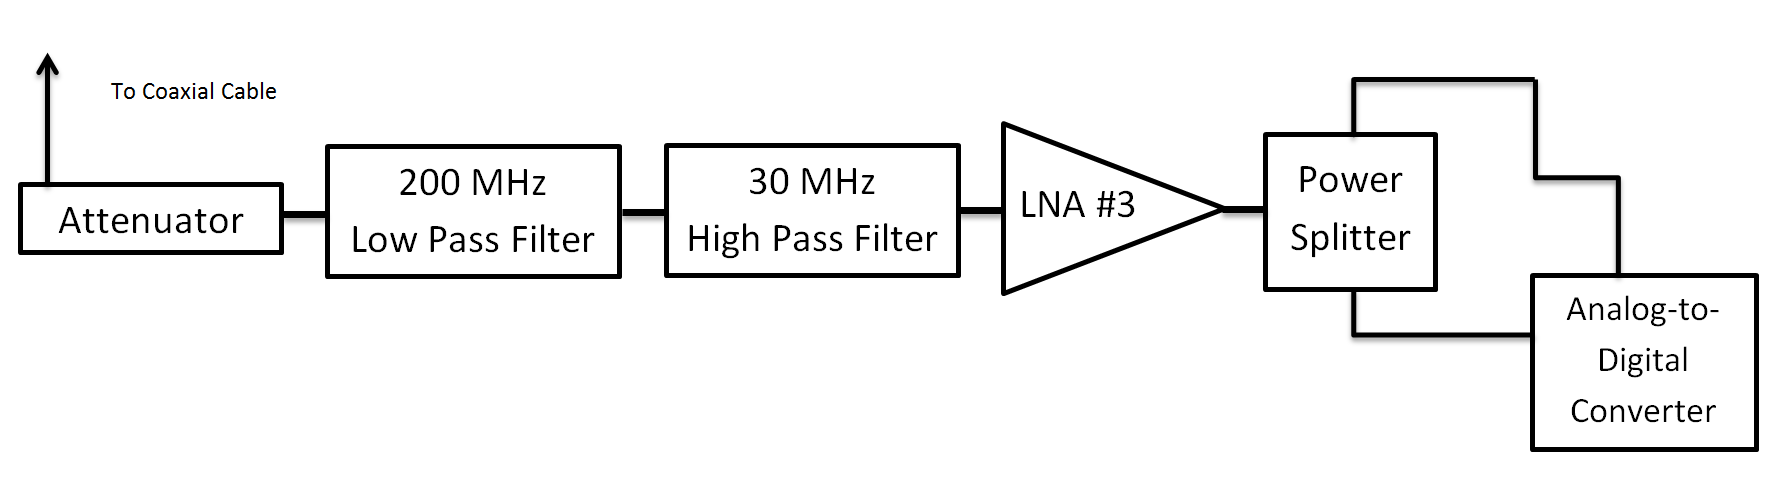 To Coaxial Cable
Attenuator
200 MHz
Low Pass Filter
30 MHz
High Pass Filter
LNA #3
Power
Splitter
Analog-to-
Digital
Converter